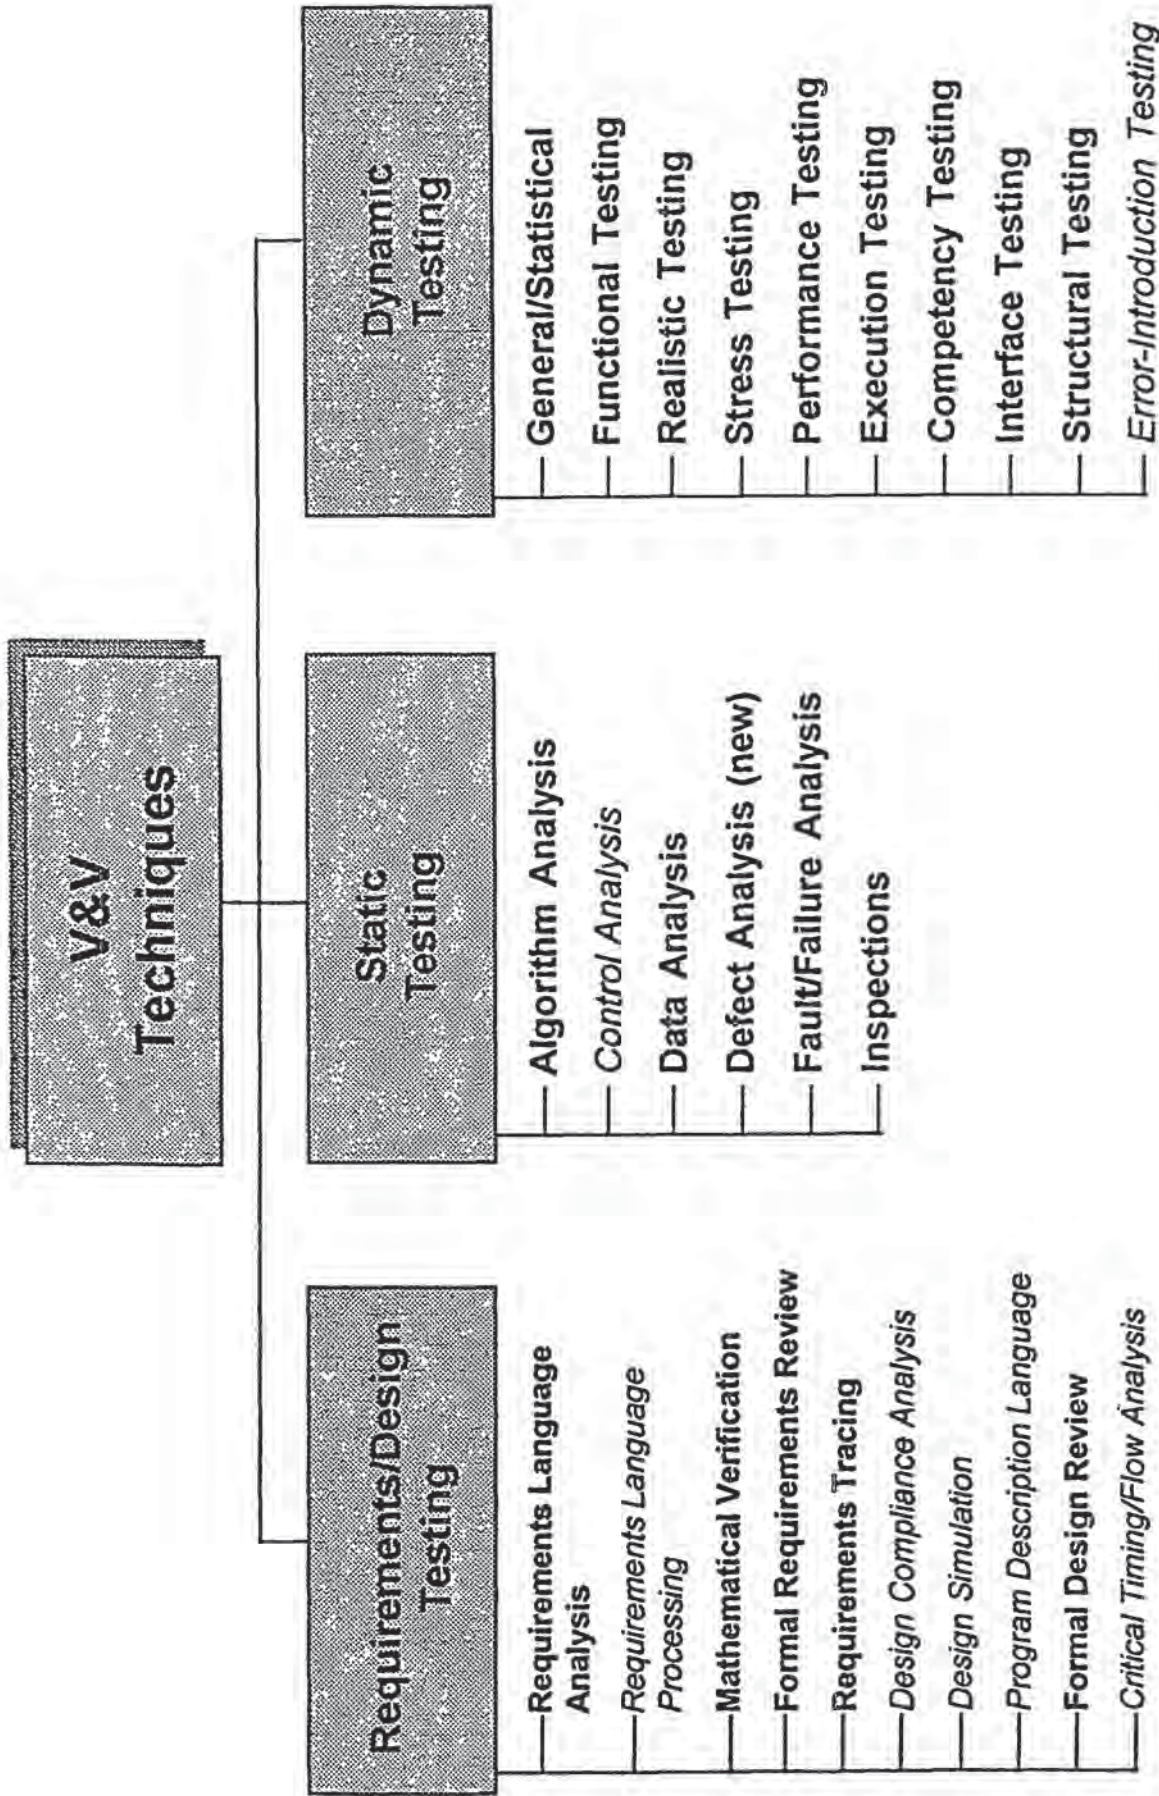 V&V
Techniques
Requirements/Design
Testing
Requirements Language
Analysis
Requirements Language
Processing
Mathematical Verification
Formal Requirements Review
Requirements Tracing
Design Compliance Analysis
Design Simulation
Program Description Language
Formal Design Review
Critical Timing/Flow Analysis
Static
Testing
Algorithm Analysis
Control Analysis
Data Analysis
Defect Analysis (new)
Fault/Failure Analysis
Inspections
Dynamic
Testing
General/Statistical
Functional Testing
Realistic Testing
Stress Testing
Performance Testing
Execution Testing
Competency Testing
Interface Testing
Structural Testing
Error-Introduction Testing